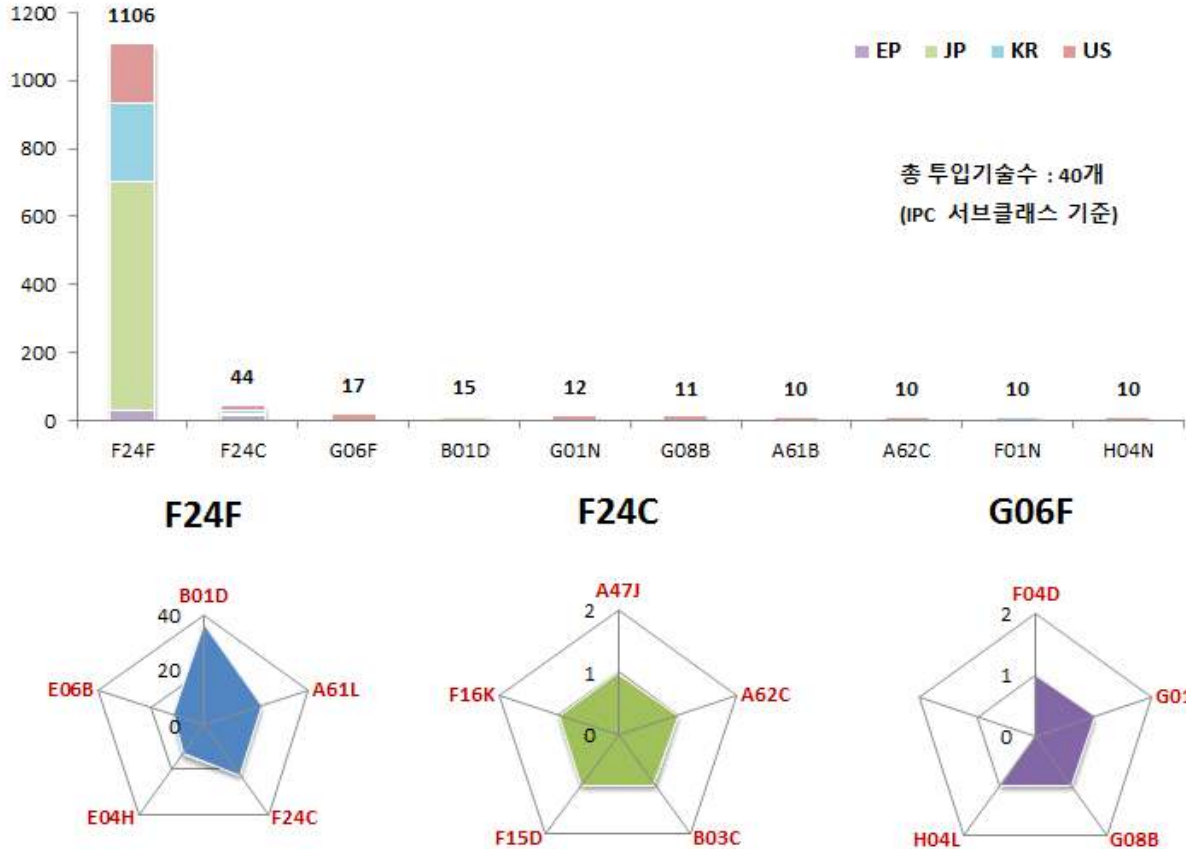 1200
1000
800
600
400
200
0
1106
44
17
15
12
11
10
10
10
10
EP JP KR US
총 투입기술수 : 40개
(IPC 서브클래스 기준)
F24F F24C G06F B01D G01N G08B A61B A62C F01N H04N
F24F
B01D
40
20
0
E06B
A61L
E04H
F24C
F24C
A47J
2
1
0
F16K
A62C
F15D
B03C
G06F
F04D
2
1
0
G01
H04L
G08B